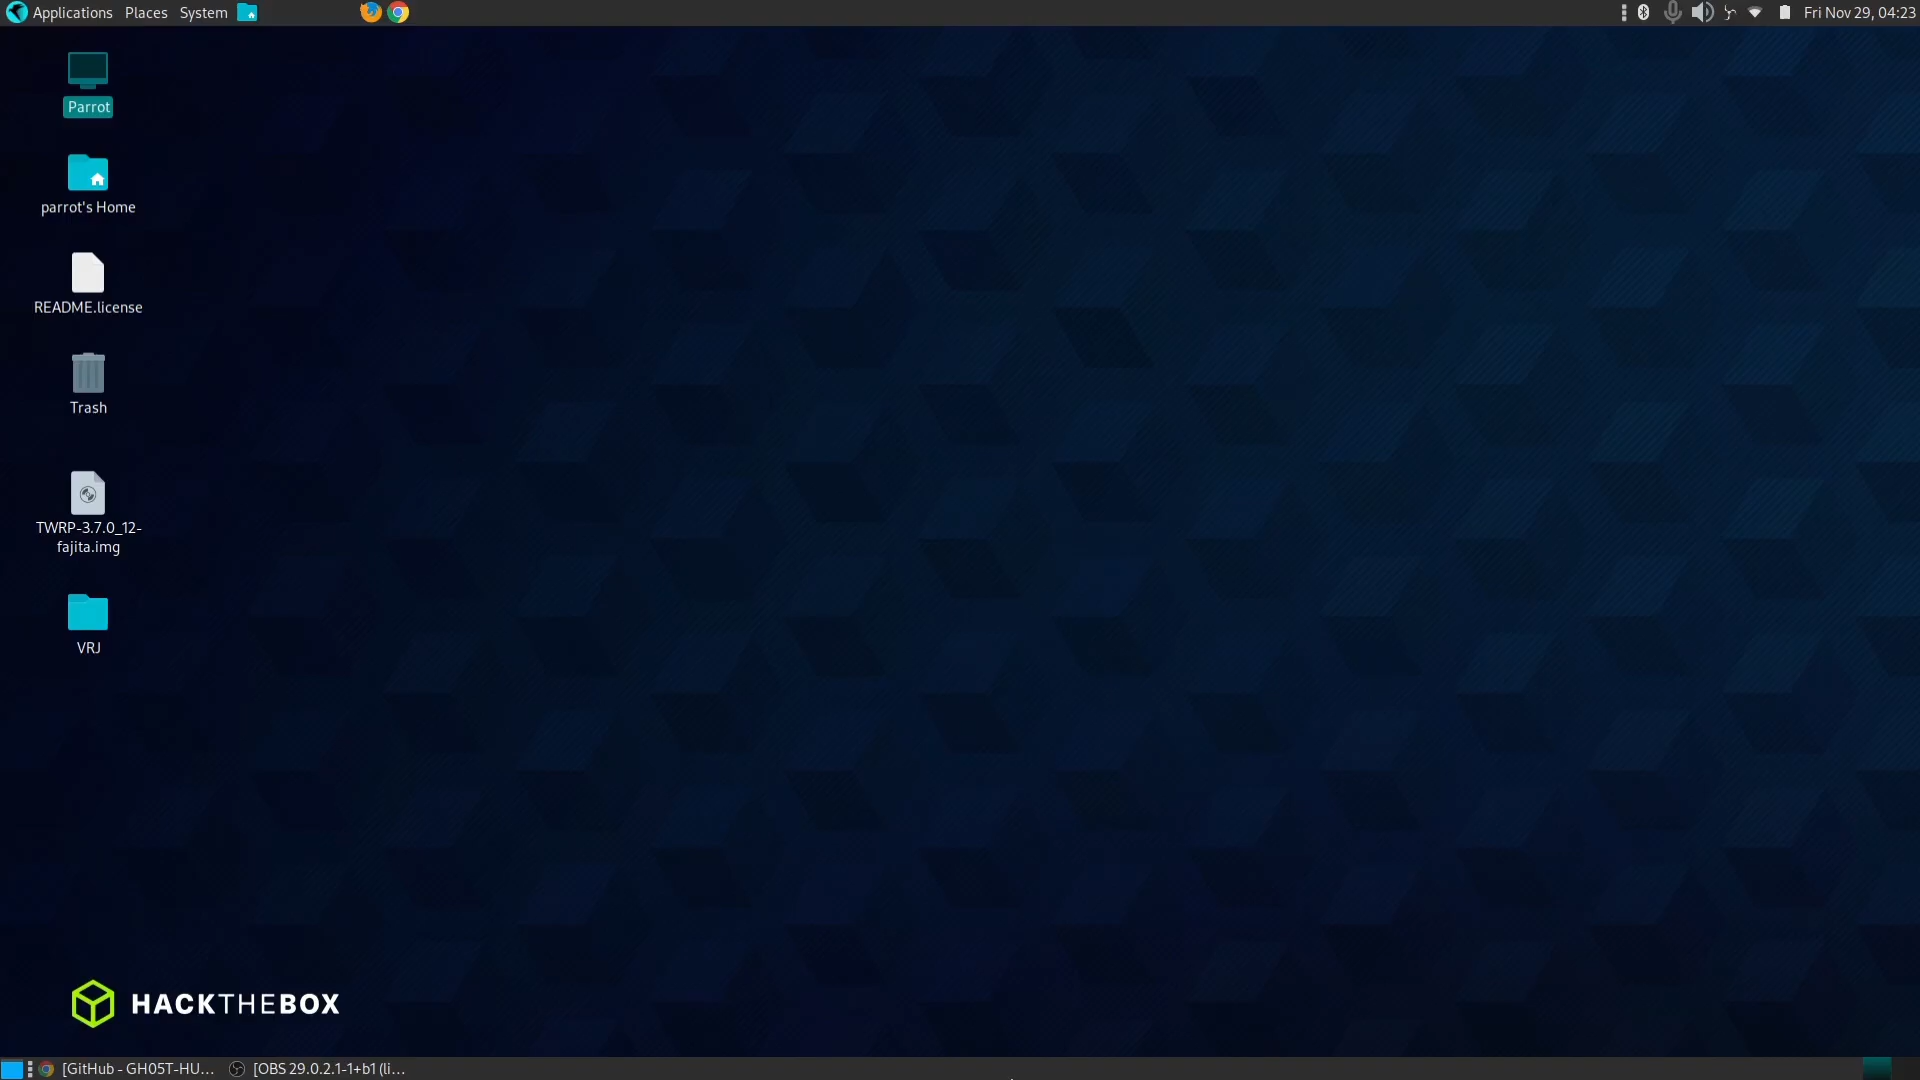 Applications Places System
Fri Nov 29, 04:23
Parrot
parrot's Home
README.license
Trash
TWRP-3.7.0_12-
fajita.img
VRJ
HACKTHEBOX
[GitHub - GH05T-HU... [OBS 29.0.2.1-1+b1 (li...